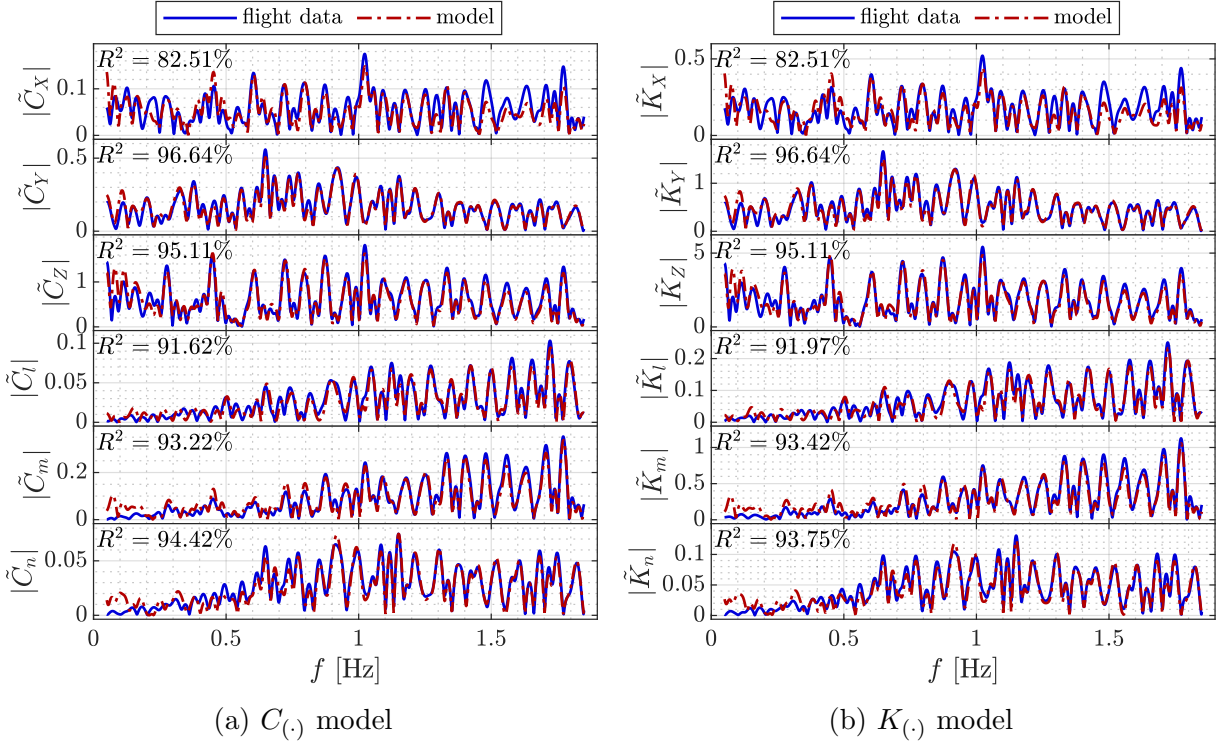 flight data model
R² = 82.51%
|C̃_X|
0.1
0
R² = 96.64%
|C̃_Y|
0.5
0
R² = 95.11%
|C̃_Z|
1
0
R² = 91.62%
|C̃_l|
0.1
0.05
0
R² = 93.22%
|C̃_m|
0.2
0
R² = 94.42%
|C̃_n|
0.05
0
0 0.5 1 1.5
f [Hz]
(a) C_(·) model
flight data model
R² = 82.51%
|K̃_X|
0.5
0
R² = 96.64%
|K̃_Y|
1
0
R² = 95.11%
|K̃_Z|
5
0
R² = 91.97%
|K̃_l|
0.2
0.1
0
R² = 93.42%
|K̃_m|
1
0.5
0
R² = 93.75%
|K̃_n|
0.1
0.05
0
0 0.5 1 1.5
f [Hz]
(b) K_(·) model